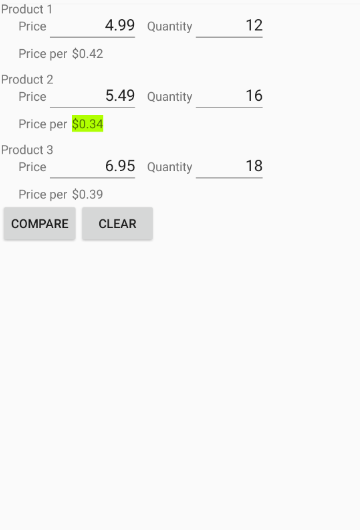 Product 1
Price 4.99 Quantity 12
Price per $0.42
Product 2
Price 5.49 Quantity 16
Price per $0.34
Product 3
Price 6.95 Quantity 18
Price per $0.39
COMPARE CLEAR